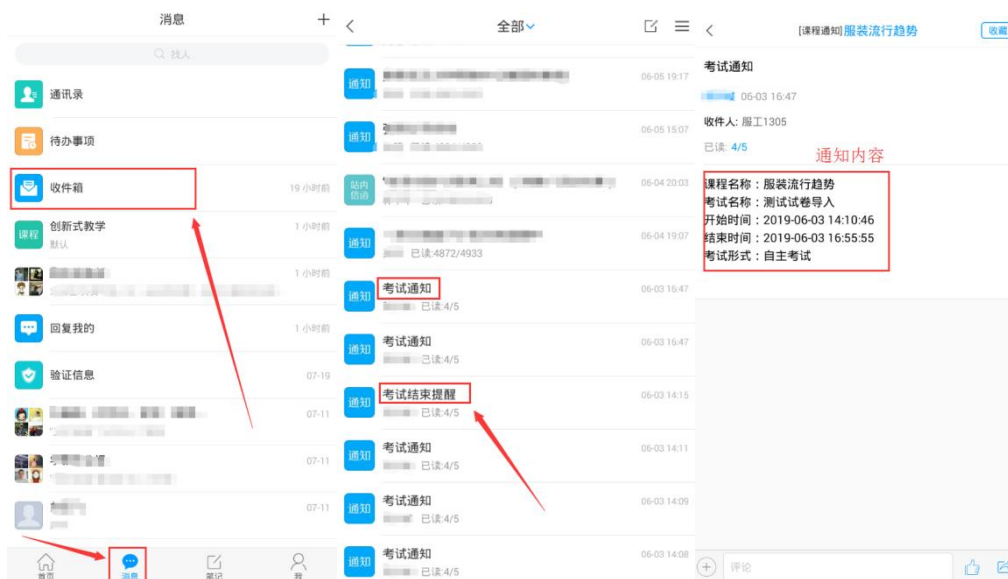 消息
+
找人
通讯录
待办事项
收件箱
19 小时前
课程
创新式教学
默认
1 小时前
1 小时前
回复我的
1 小时前
验证信息
07-19
07-11
07-11
07-11
首页
消息
笔记
我
全部
通知
06-05 19:17
通知
06-05 15:07
站内信函
06-04 20:03
通知
已读:4872/4933
06-04 19:07
通知
考试通知
已读:4/5
06-03 16:47
通知
考试通知
已读:4/5
06-03 16:47
通知
考试结束提醒
已读:4/5
06-03 14:15
通知
考试通知
已读:4/5
06-03 14:11
通知
考试通知
已读:4/5
06-03 14:09
通知
考试通知
已读:4/5
06-03 14:08
[课程通知]服装流行趋势
收藏
考试通知
06-03 16:47
收件人: 服工1305
已读: 4/5
通知内容
课程名称：服装流行趋势
考试名称：测试试卷导入
开始时间：2019-06-03 14:10:46
结束时间：2019-06-03 16:55:55
考试形式：自主考试
评论